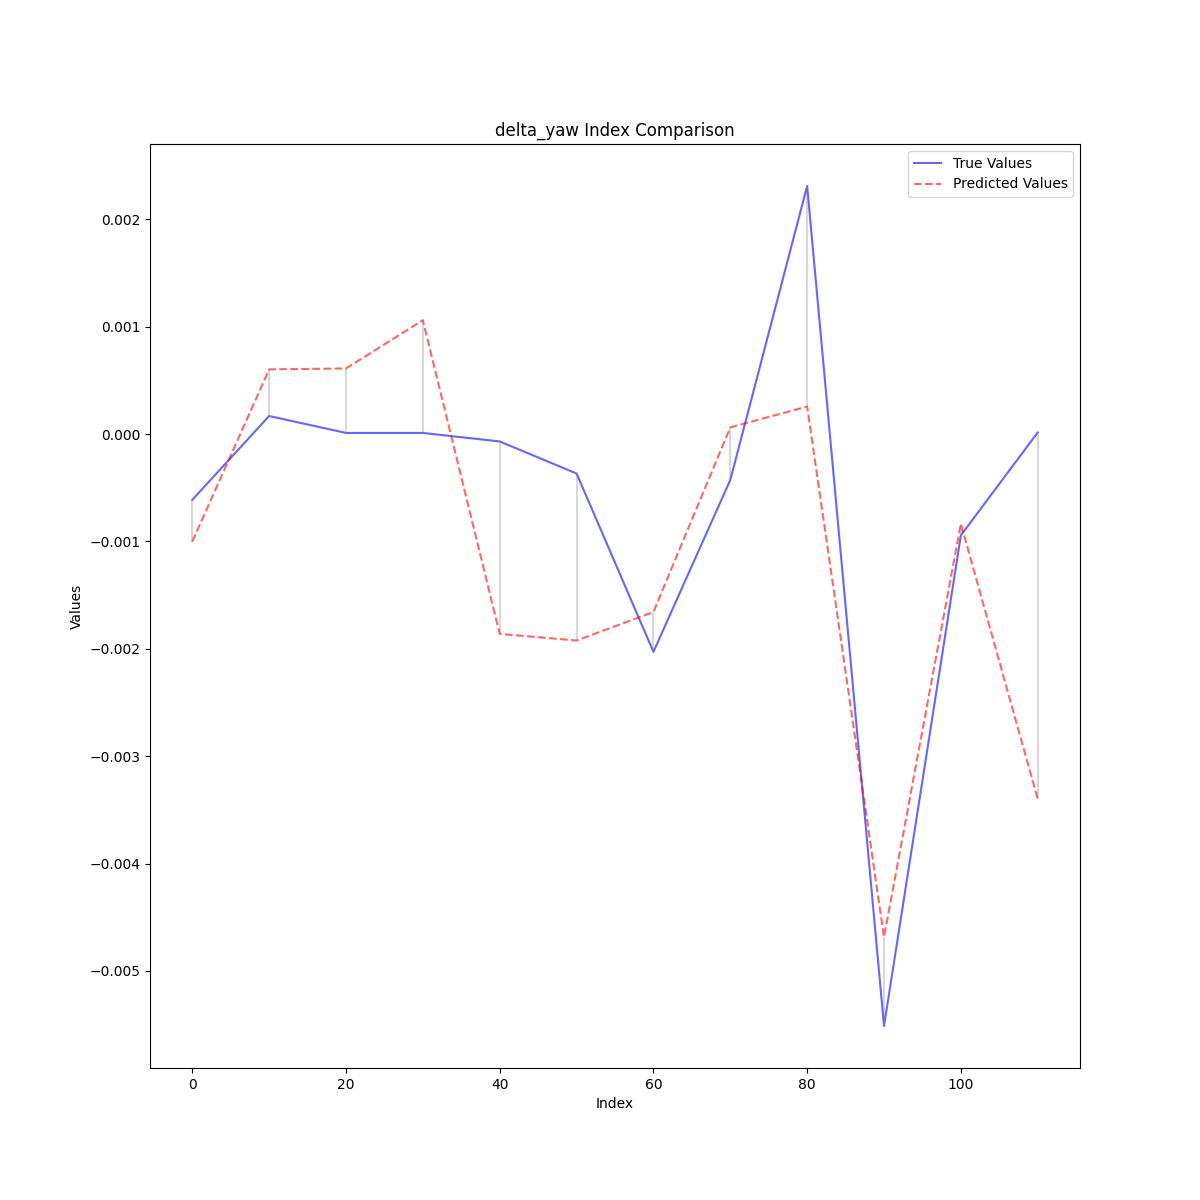 delta_yaw Index Comparison
True Values
Predicted Values
0.002
0.001
0.000
−0.001
−0.002
−0.003
−0.004
−0.005
Values
0 20 40 60 80 100
Index